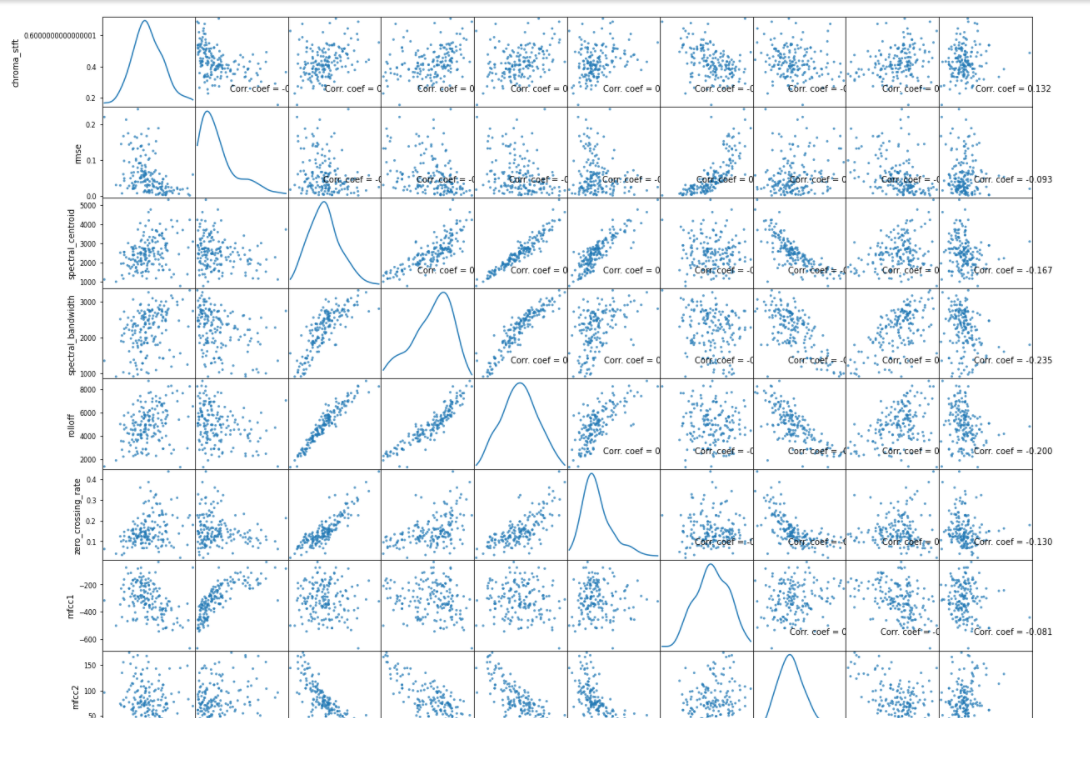 chroma_stft
0.6000000000000001
0.4
0.2
Corr. coef = -0
Corr. coef = 0
Corr. coef = 0
Corr. coef = 0
Corr. coef = 0
Corr. coef = -0
Corr. coef = -0
Corr. coef = 0
Corr. coef = 0.132
rmse
0.2
0.1
0.0
Corr. coef = -0
Corr. coef = -0
Corr. coef = -0
Corr. coef = -0
Corr. coef = 0
Corr. coef = 0
Corr. coef = -0
Corr. coef = -0.093
spectral_centroid
5000
4000
3000
2000
1000
Corr. coef = 0
Corr. coef = 0
Corr. coef = 0
Corr. coef = -0
Corr. coef = -0
Corr. coef = 0
Corr. coef = -0.167
spectral_bandwidth
3000
2000
1000
Corr. coef = 0
Corr. coef = 0
Corr. coef = -0
Corr. coef = -0
Corr. coef = 0
Corr. coef = -0.235
rolloff
8000
6000
4000
2000
Corr. coef = 0
Corr. coef = -0
Corr. coef = -0
Corr. coef = 0
Corr. coef = -0.200
zero_crossing_rate
0.4
0.3
0.2
0.1
Corr. coef = -0
Corr. coef = -0
Corr. coef = 0
Corr. coef = -0.130
mfcc1
−200
−400
−600
Corr. coef = 0
Corr. coef = -0
Corr. coef = -0.081
mfcc2
150
100
50